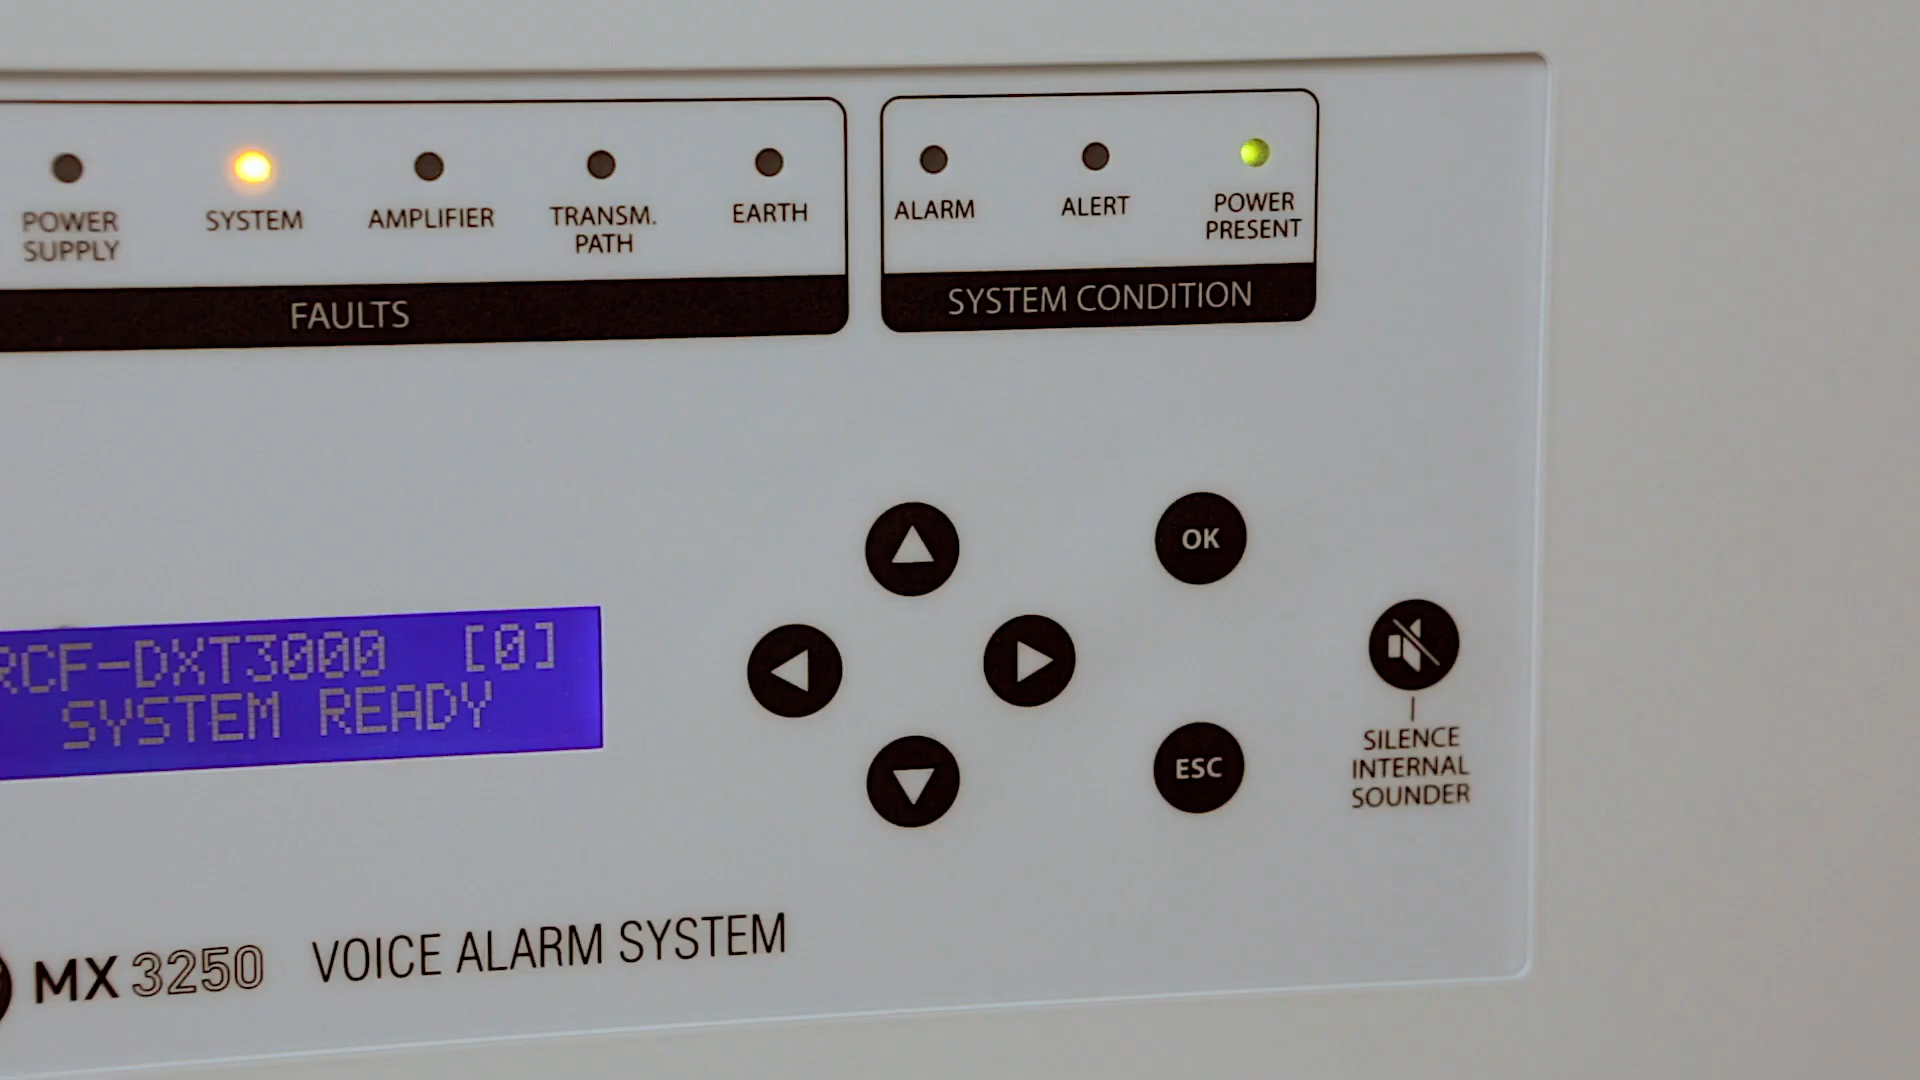 POWER
SUPPLY
SYSTEM
AMPLIFIER
TRANSM.
PATH
EARTH
FAULTS
ALARM
ALERT
POWER
PRESENT
SYSTEM CONDITION
RCF-DXT3000 [0]
SYSTEM READY
OK
ESC
SILENCE
INTERNAL
SOUNDER
MX 3250 VOICE ALARM SYSTEM